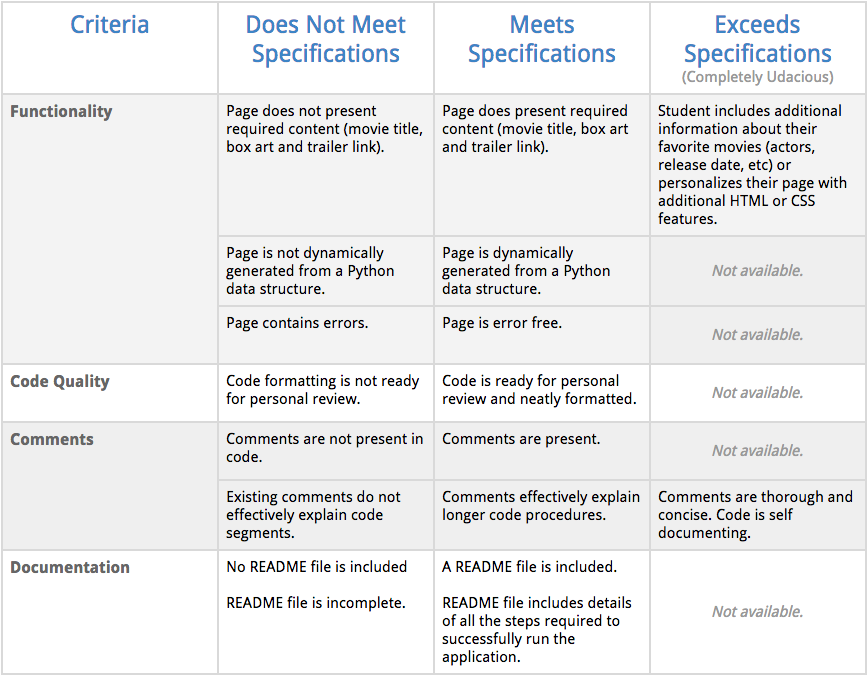 Criteria
Does Not Meet
Specifications
Meets
Specifications
Exceeds
Specifications
(Completely Udacious)
Functionality
Page does not present
required content (movie title,
box art and trailer link).
Page does present required
content (movie title, box art
and trailer link).
Student includes additional
information about their
favorite movies (actors,
release date, etc) or
personalizes their page with
additional HTML or CSS
features.
Page is not dynamically
generated from a Python
data structure.
Page is dynamically
generated from a Python
data structure.
Not available.
Page contains errors.
Page is error free.
Not available.
Code Quality
Code formatting is not ready
for personal review.
Code is ready for personal
review and neatly formatted.
Not available.
Comments
Comments are not present in
code.
Comments are present.
Not available.
Existing comments do not
effectively explain code
segments.
Comments effectively explain
longer code procedures.
Comments are thorough and
concise. Code is self
documenting.
Documentation
No README file is included
README file is incomplete.
A README file is included.
README file includes details
of all the steps required to
successfully run the
application.
Not available.